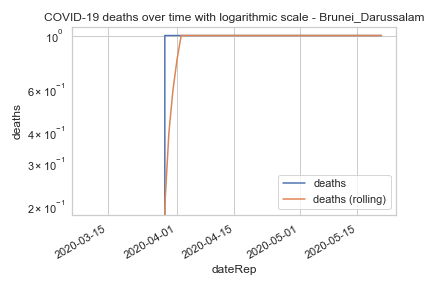 COVID-19 deaths over time with logarithmic scale - Brunei_Darussalam
10⁰
6 × 10⁻¹
4 × 10⁻¹
3 × 10⁻¹
2 × 10⁻¹
deaths
deaths
deaths (rolling)
2020-03-15
2020-04-01
2020-04-15
2020-05-01
2020-05-15
dateRep